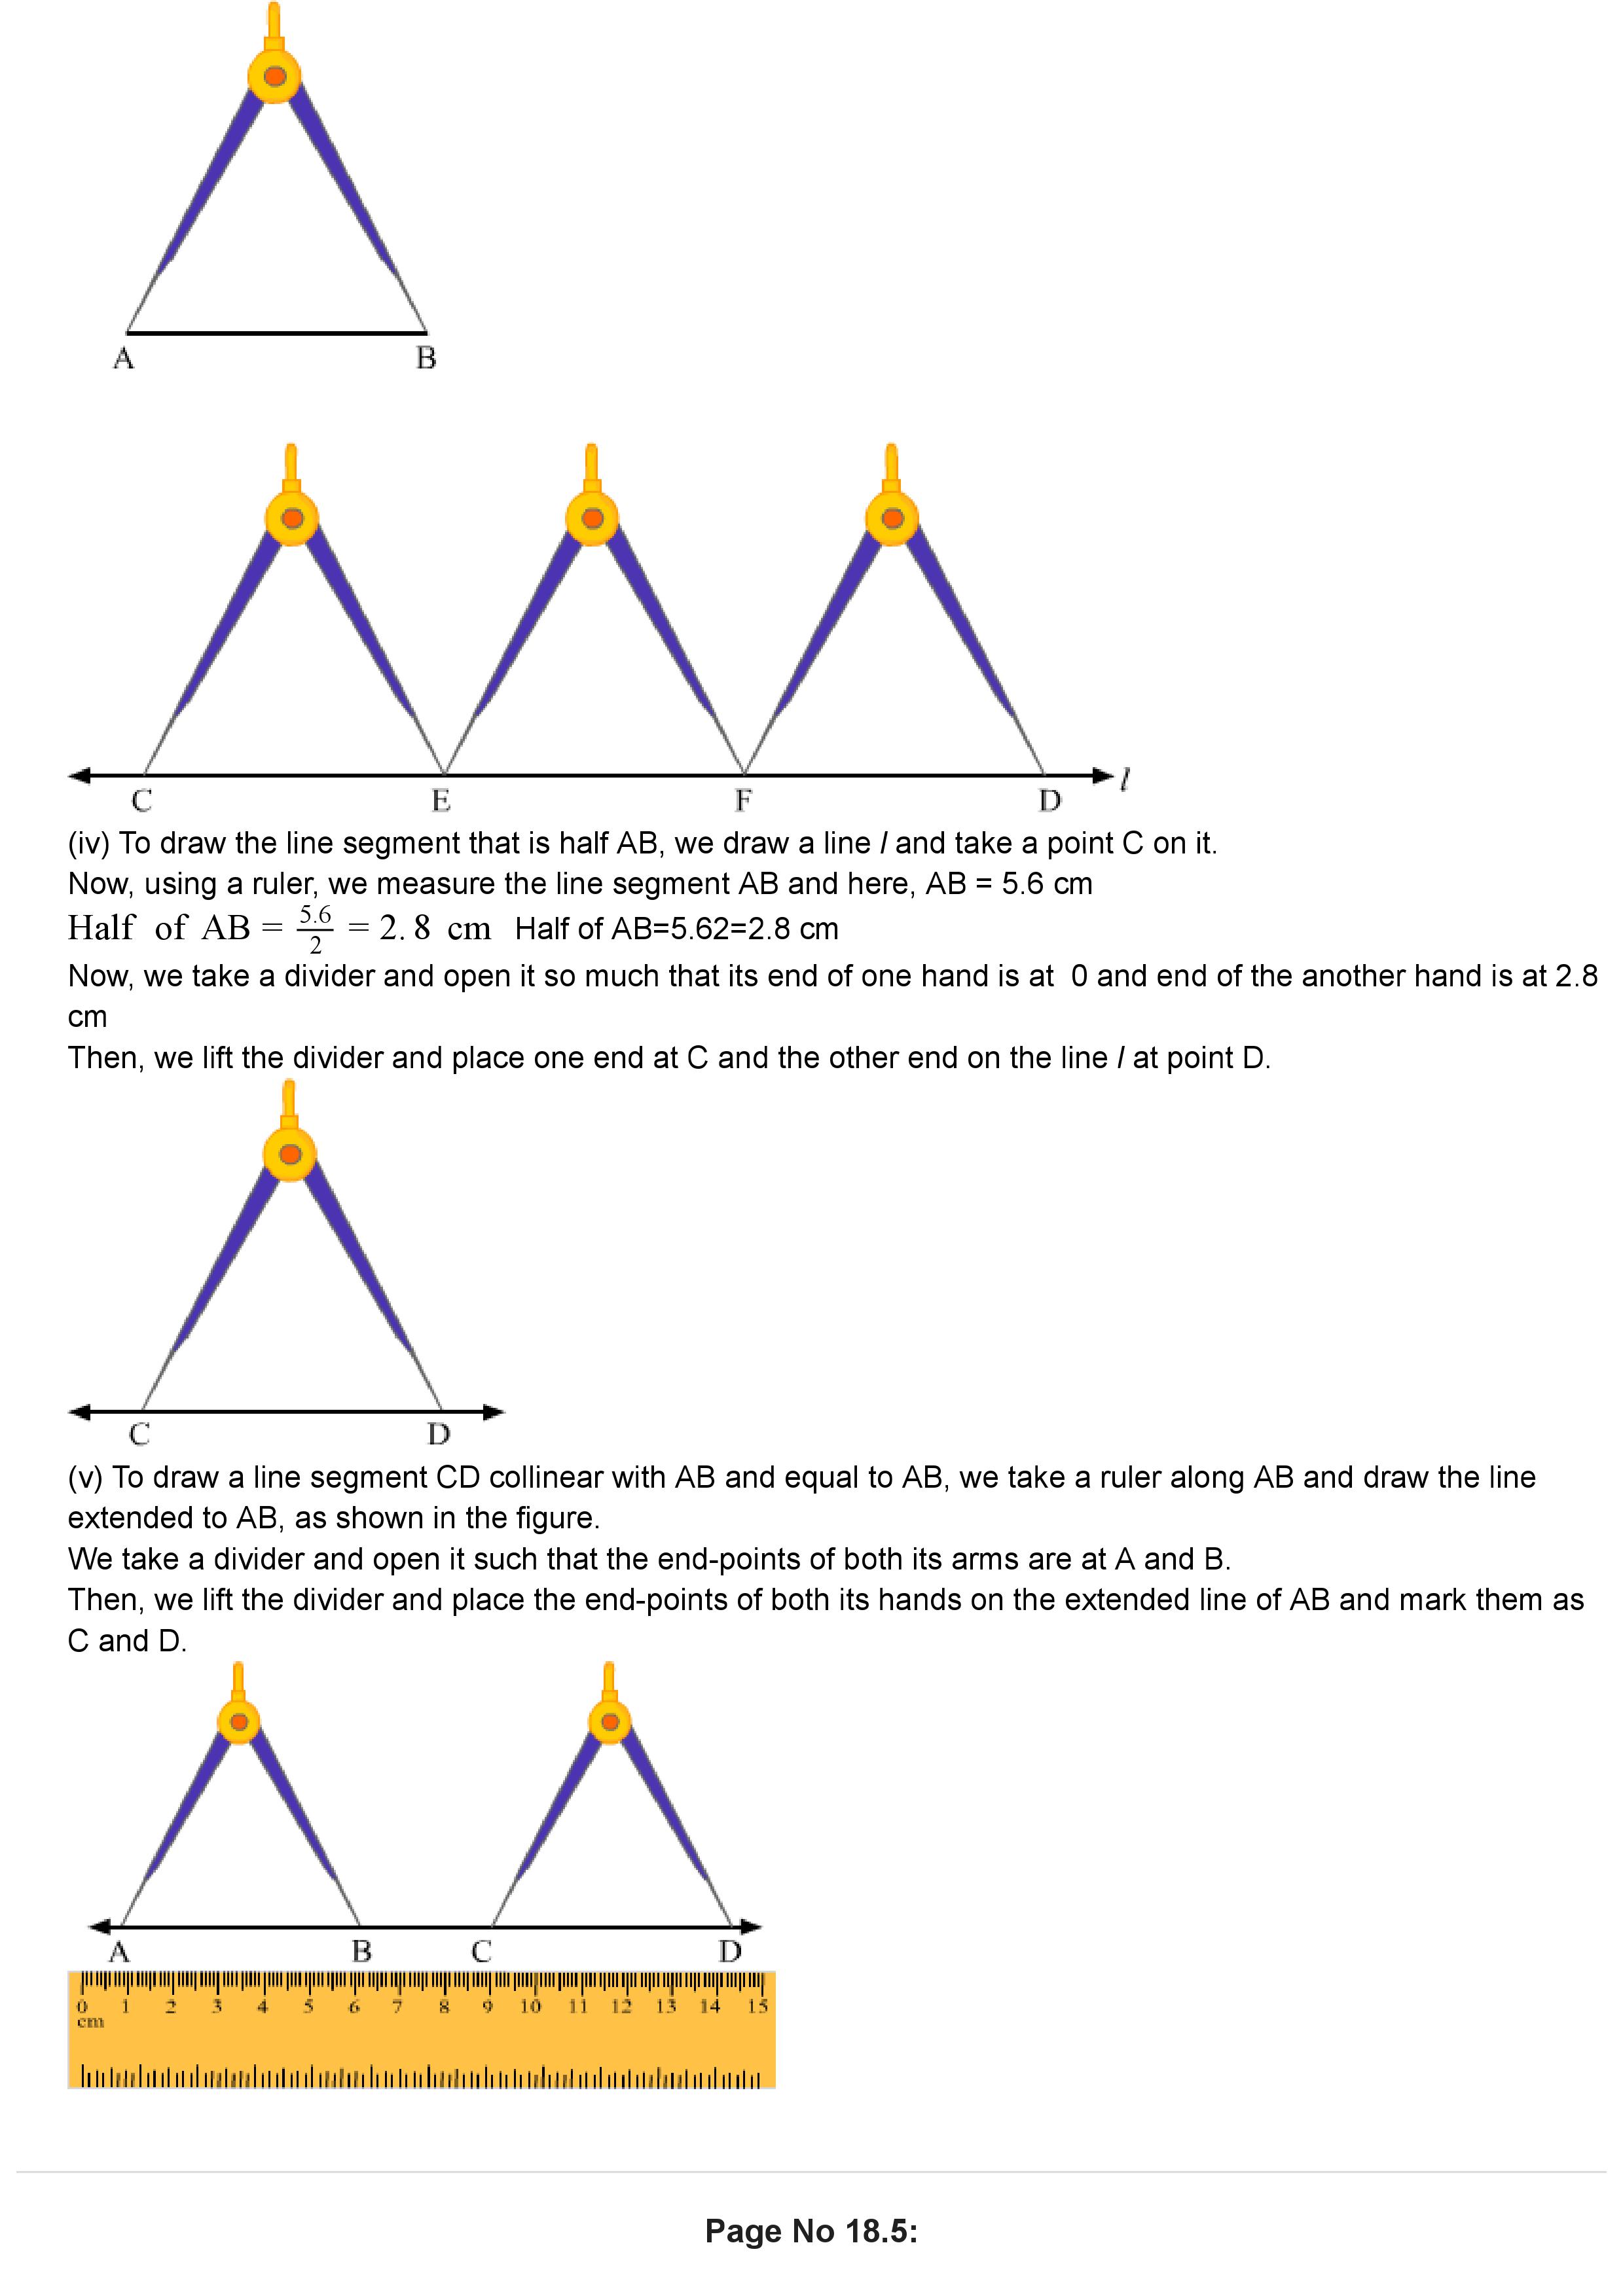 A B
C E F D l
(iv) To draw the line segment that is half AB, we draw a line l and take a point C on it.
Now, using a ruler, we measure the line segment AB and here, AB = 5.6 cm
Half of AB = 5.6/2 = 2. 8 cm Half of AB=5.62=2.8 cm
Now, we take a divider and open it so much that its end of one hand is at 0 and end of the another hand is at 2.8
cm
Then, we lift the divider and place one end at C and the other end on the line l at point D.
C D
(v) To draw a line segment CD collinear with AB and equal to AB, we take a ruler along AB and draw the line
extended to AB, as shown in the figure.
We take a divider and open it such that the end-points of both its arms are at A and B.
Then, we lift the divider and place the end-points of both its hands on the extended line of AB and mark them as
C and D.
A B C D
0 1 2 3 4 5 6 7 8 9 10 11 12 13 14 15
cm
Page No 18.5: